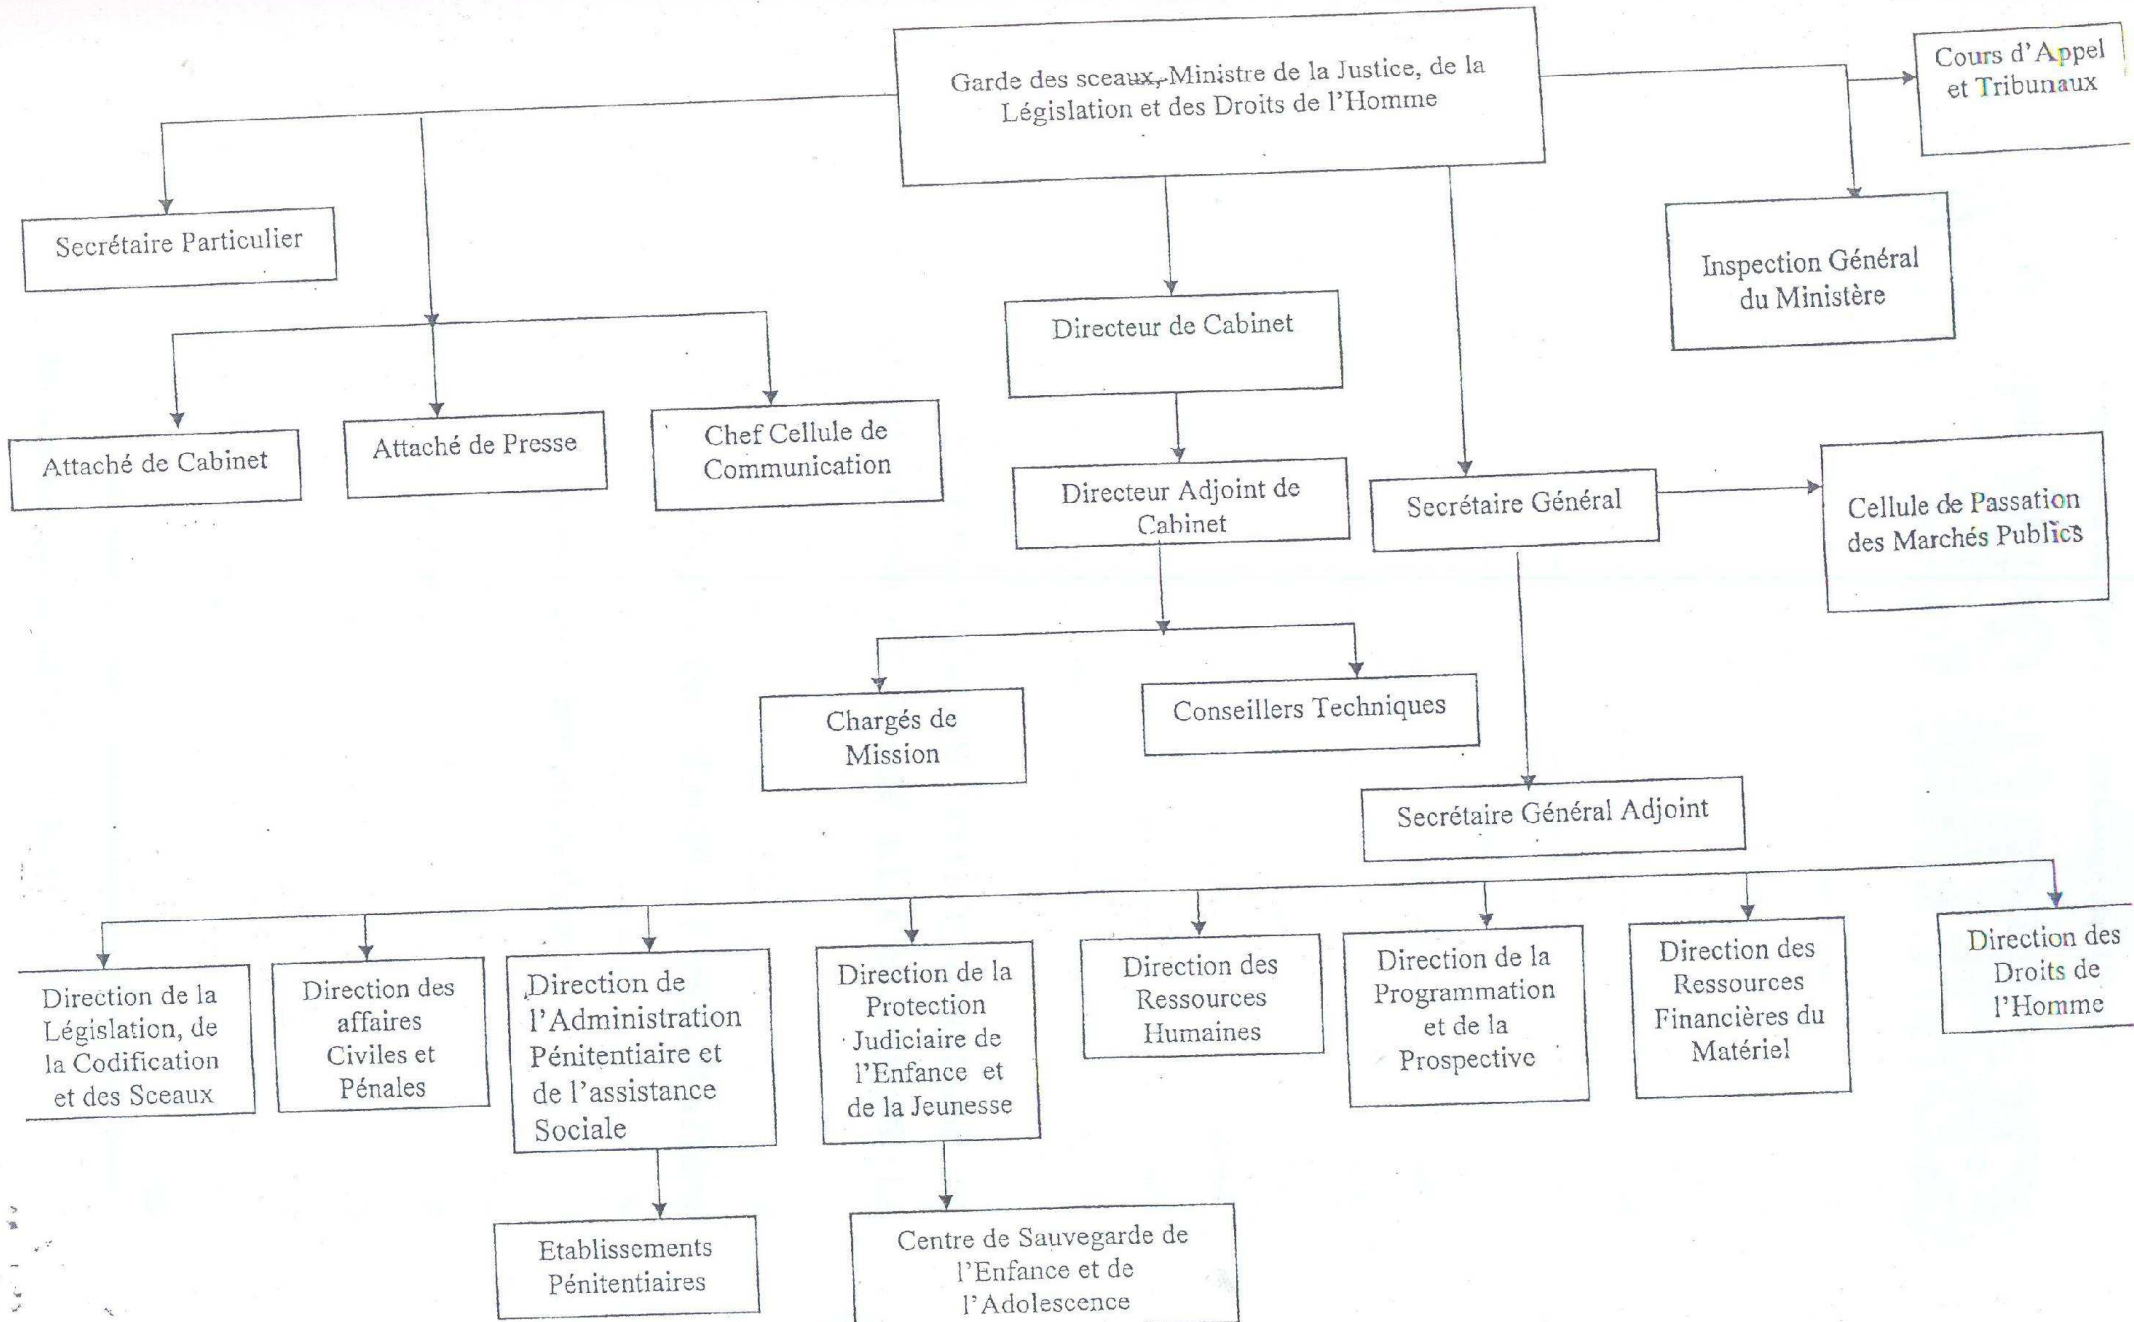 Garde des sceaux, Ministre de la Justice, de la
Législation et des Droits de l'Homme
Cours d'Appel
et Tribunaux
Secrétaire Particulier
Inspection Général
du Ministère
Directeur de Cabinet
Attaché de Cabinet
Attaché de Presse
Chef Cellule de
Communication
Directeur Adjoint de
Cabinet
Secrétaire Général
Cellule de Passation
des Marchés Publics
Chargés de
Mission
Conseillers Techniques
Secrétaire Général Adjoint
Direction de la
Législation, de
la Codification
et des Sceaux
Direction des
affaires
Civiles et
Pénales
Direction de
l'Administration
Pénitentiaire et
de l'assistance
Sociale
Direction de la
Protection
Judiciaire de
l'Enfance et
de la Jeunesse
Direction des
Ressources
Humaines
Direction de la
Programmation
et de la
Prospective
Direction des
Ressources
Financières du
Matériel
Direction des
Droits de
l'Homme
Etablissements
Pénitentiaires
Centre de Sauvegarde de
l'Enfance et de
l'Adolescence